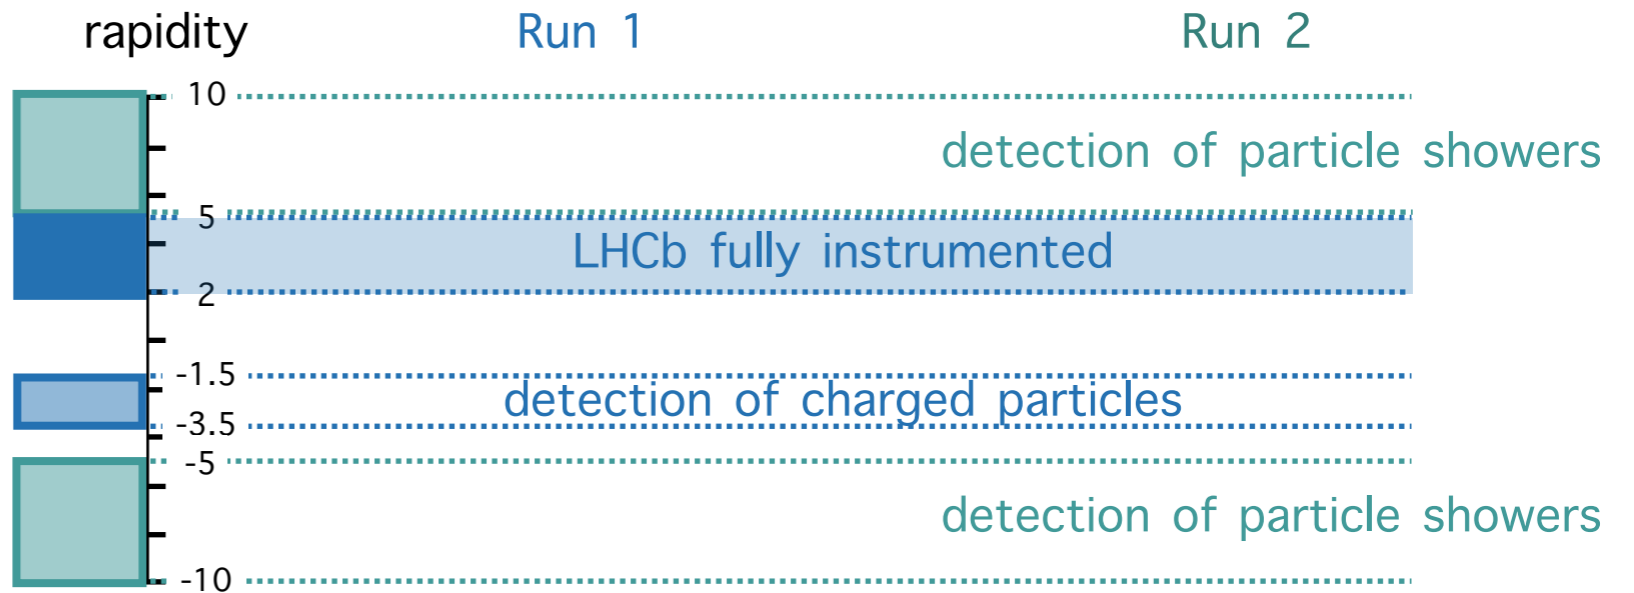 rapidity Run 1 Run 2
10
detection of particle showers
5
LHCb fully instrumented
2
-1.5
detection of charged particles
-3.5
-5
detection of particle showers
-10